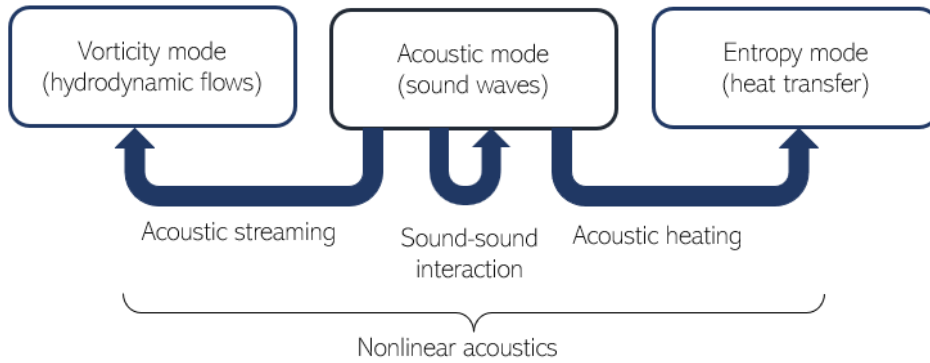 Vorticity mode
(hydrodynamic flows)
Acoustic mode
(sound waves)
Entropy mode
(heat transfer)
Acoustic streaming
Sound-sound
interaction
Acoustic heating
Nonlinear acoustics